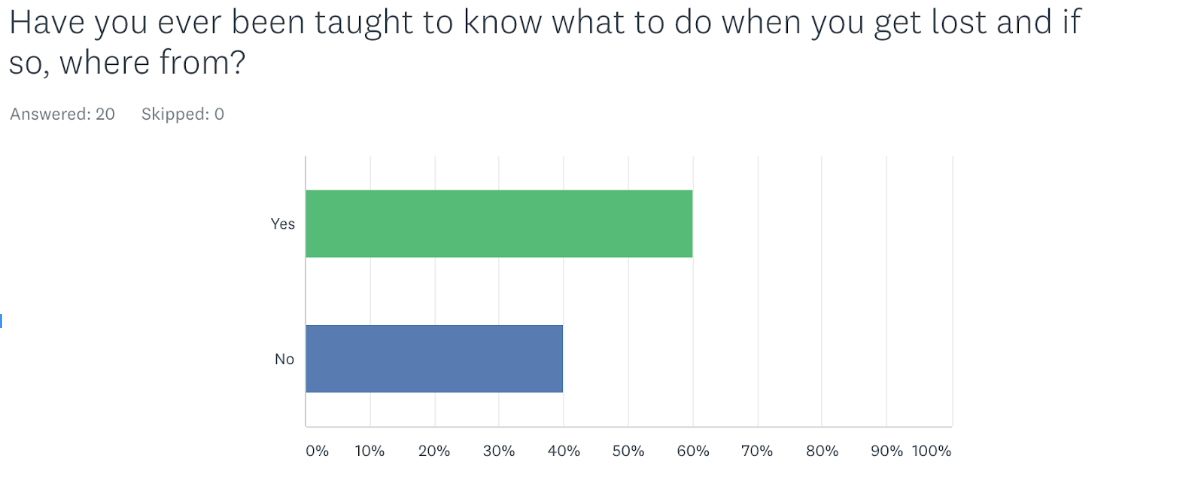 Have you ever been taught to know what to do when you get lost and if
so, where from?
Answered: 20 Skipped: 0
Yes
No
0% 10% 20% 30% 40% 50% 60% 70% 80% 90% 100%